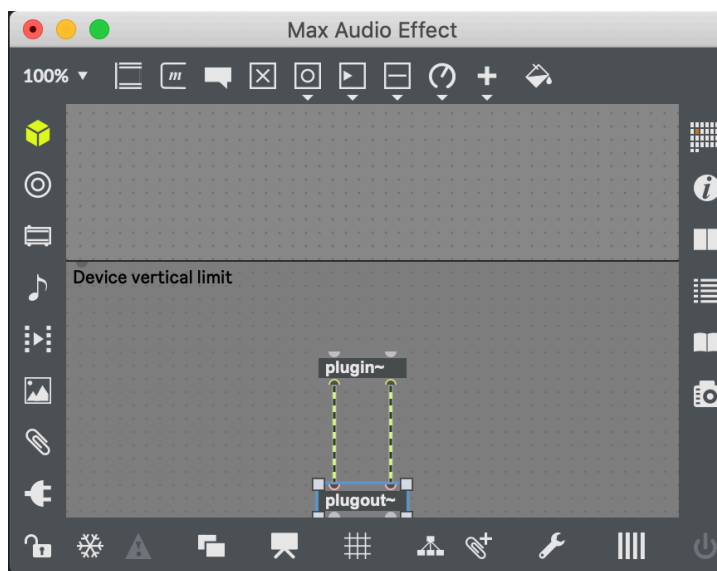 Max Audio Effect
100%
m
Device vertical limit
plugin~
plugout~